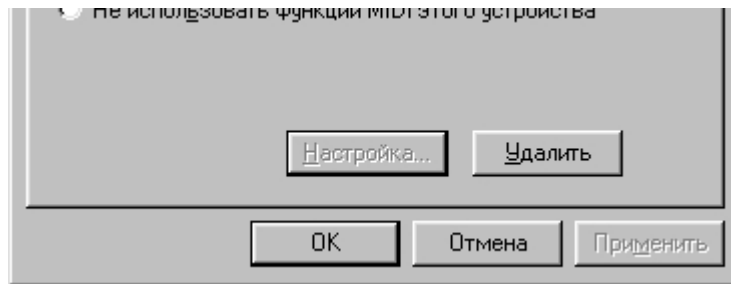 Не использовать функции MIDI этого устройства
Настройка...
Удалить
OK
Отмена
Применить